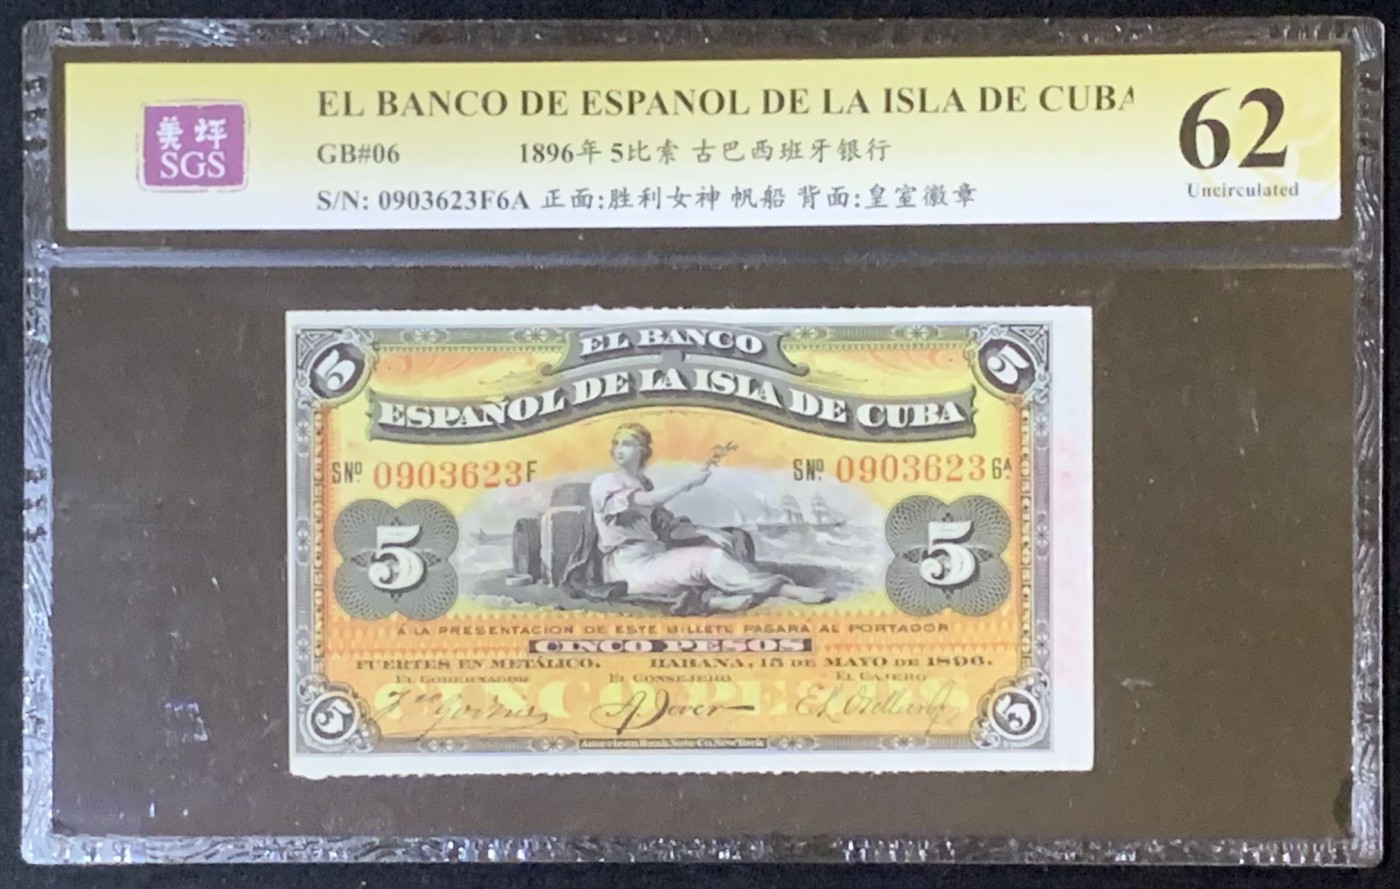 EL BANCO DE ESPANOL DE LA ISLA DE CUBA
62
美评
SGS
GB#06 1896年 5比索 古巴西班牙银行
Uncirculated
S/N: 0903623F6A 正面:胜利女神 帆船 背面:皇室徽章
5 EL BANCO 5
ESPAÑOL DE LA ISLA DE CUBA
SNº 0903623F SNº 0903623 6A
5 5
Á LA PRESENTACION DE ESTE BILLETE PAGARÁ AL PORTADOR
CINCO PESOS
FUERTES EN METÁLICO. HABANA, 15 DE MAYO DE 1896.
EL GOBERNADOR EL CONSEJERO EL CAJERO
CINCO PESOS
5 5
American Bank Note Co. New York